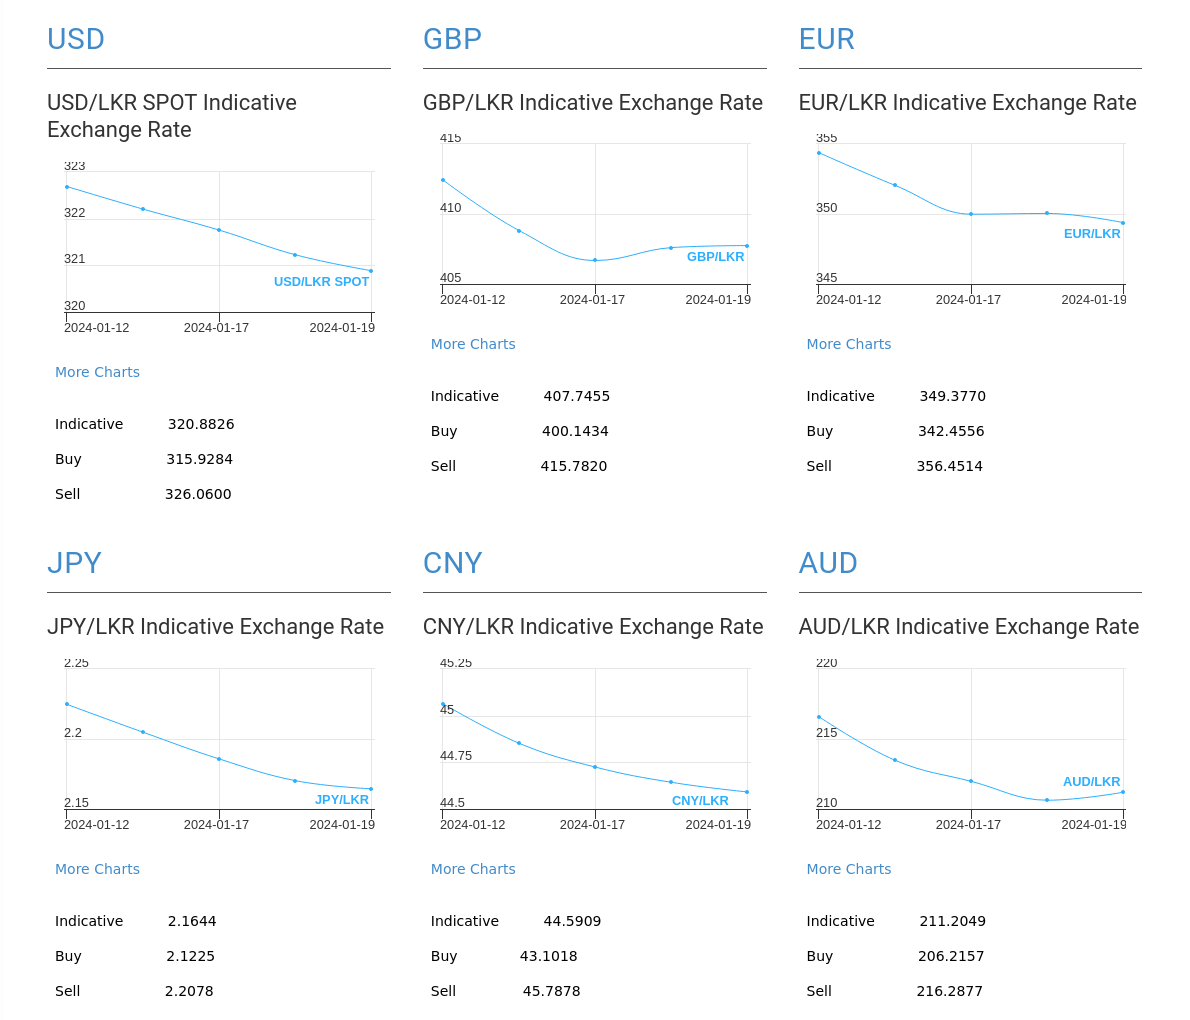 USD
USD/LKR SPOT Indicative
Exchange Rate
323
322
321
320
USD/LKR SPOT
2024-01-12 2024-01-17 2024-01-19
More Charts
Indicative 320.8826
Buy 315.9284
Sell 326.0600
GBP
GBP/LKR Indicative Exchange Rate
415
410
405
GBP/LKR
2024-01-12 2024-01-17 2024-01-19
More Charts
Indicative 407.7455
Buy 400.1434
Sell 415.7820
EUR
EUR/LKR Indicative Exchange Rate
355
350
345
EUR/LKR
2024-01-12 2024-01-17 2024-01-19
More Charts
Indicative 349.3770
Buy 342.4556
Sell 356.4514
JPY
JPY/LKR Indicative Exchange Rate
2.25
2.2
2.15
JPY/LKR
2024-01-12 2024-01-17 2024-01-19
More Charts
Indicative 2.1644
Buy 2.1225
Sell 2.2078
CNY
CNY/LKR Indicative Exchange Rate
45.25
45
44.75
44.5
CNY/LKR
2024-01-12 2024-01-17 2024-01-19
More Charts
Indicative 44.5909
Buy 43.1018
Sell 45.7878
AUD
AUD/LKR Indicative Exchange Rate
220
215
210
AUD/LKR
2024-01-12 2024-01-17 2024-01-19
More Charts
Indicative 211.2049
Buy 206.2157
Sell 216.2877